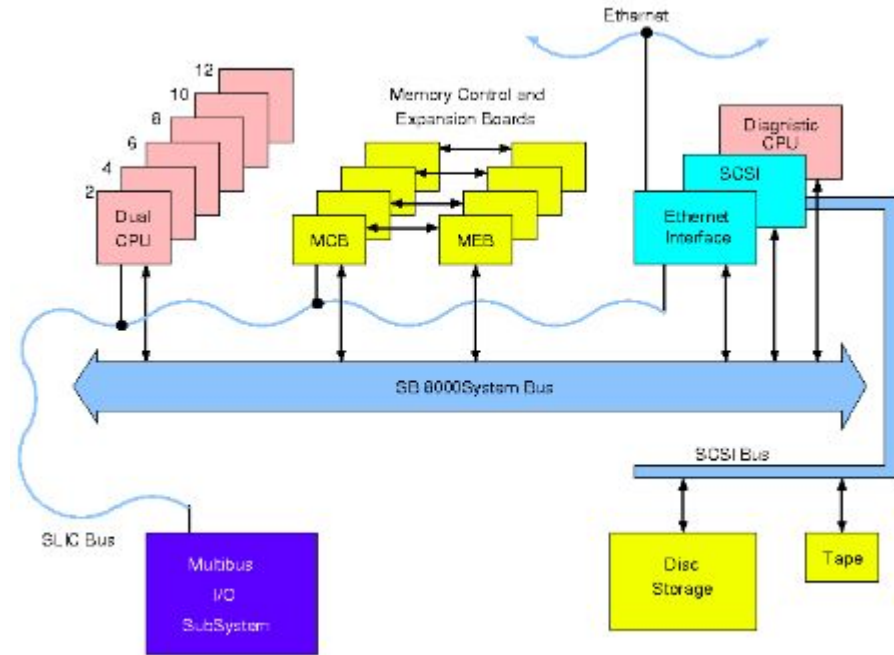 Ethernet
12
10
8
6
4
2
Memory Control and
Expansion Boards
Diagnostic
CPU
SCSI
Dual
CPU
MCB
MEB
Ethernet
Interface
SB 8000System Bus
SCSI Bus
SLIC Bus
Multibus
I/O
SubSystem
Disc
Storage
Tape